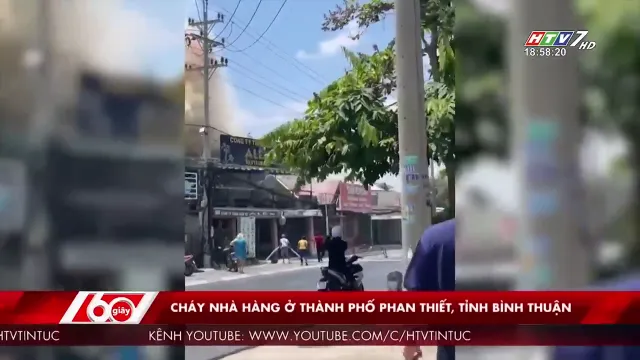 HTV7 HD
18:58:20
CÔNG TY
60 giây
CHÁY NHÀ HÀNG Ở THÀNH PHỐ PHAN THIẾT, TỈNH BÌNH THUẬN
HTVTINTUC
KÊNH YOUTUBE: WWW.YOUTUBE.COM/C/HTVTINTUC